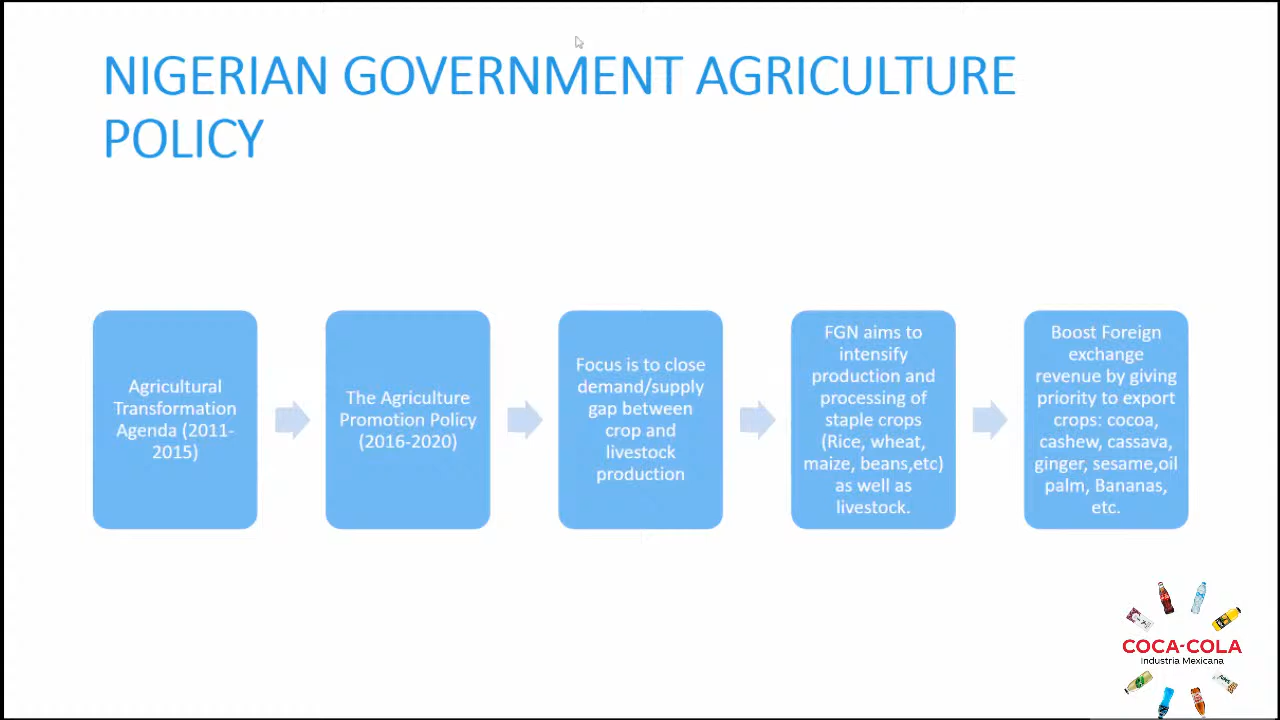 NIGERIAN GOVERNMENT AGRICULTURE
POLICY
Agricultural
Transformation
Agenda (2011-
2015)
The Agriculture
Promotion Policy
(2016-2020)
Focus is to close
demand/supply
gap between
crop and
livestock
production
FGN aims to
intensify
production and
processing of
staple crops
(Rice, wheat,
maize, beans,etc)
as well as
livestock.
Boost Foreign
exchange
revenue by giving
priority to export
crops: cocoa,
cashew, cassava,
ginger, sesame,oil
palm, Bananas,
etc.
COCA-COLA
Industria Mexicana